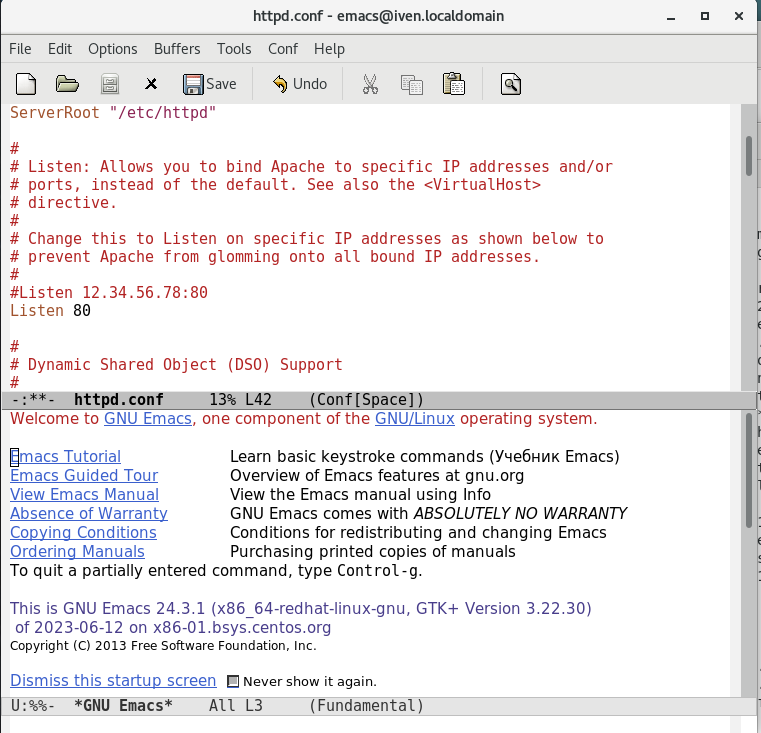 httpd.conf - emacs@iven.localdomain
File Edit Options Buffers Tools Conf Help
Save Undo
ServerRoot "/etc/httpd"
#
# Listen: Allows you to bind Apache to specific IP addresses and/or
# ports, instead of the default. See also the <VirtualHost>
# directive.
#
# Change this to Listen on specific IP addresses as shown below to
# prevent Apache from glomming onto all bound IP addresses.
#
#Listen 12.34.56.78:80
Listen 80
#
# Dynamic Shared Object (DSO) Support
#
-:**- httpd.conf 13% L42 (Conf[Space])
Welcome to GNU Emacs, one component of the GNU/Linux operating system.
Emacs Tutorial Learn basic keystroke commands (Учебник Emacs)
Emacs Guided Tour Overview of Emacs features at gnu.org
View Emacs Manual View the Emacs manual using Info
Absence of Warranty GNU Emacs comes with ABSOLUTELY NO WARRANTY
Copying Conditions Conditions for redistributing and changing Emacs
Ordering Manuals Purchasing printed copies of manuals
To quit a partially entered command, type Control-g.
This is GNU Emacs 24.3.1 (x86_64-redhat-linux-gnu, GTK+ Version 3.22.30)
of 2023-06-12 on x86-01.bsys.centos.org
Copyright (C) 2013 Free Software Foundation, Inc.
Dismiss this startup screen Never show it again.
U:%%- *GNU Emacs* All L3 (Fundamental)